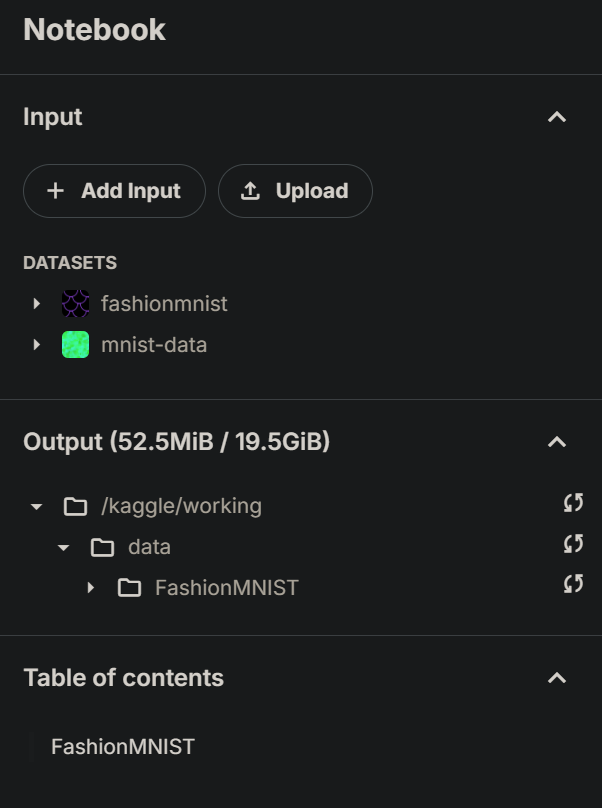 Notebook
Input
Add Input
Upload
DATASETS
fashionmnist
mnist-data
Output (52.5MiB / 19.5GiB)
/kaggle/working
data
FashionMNIST
Table of contents
FashionMNIST